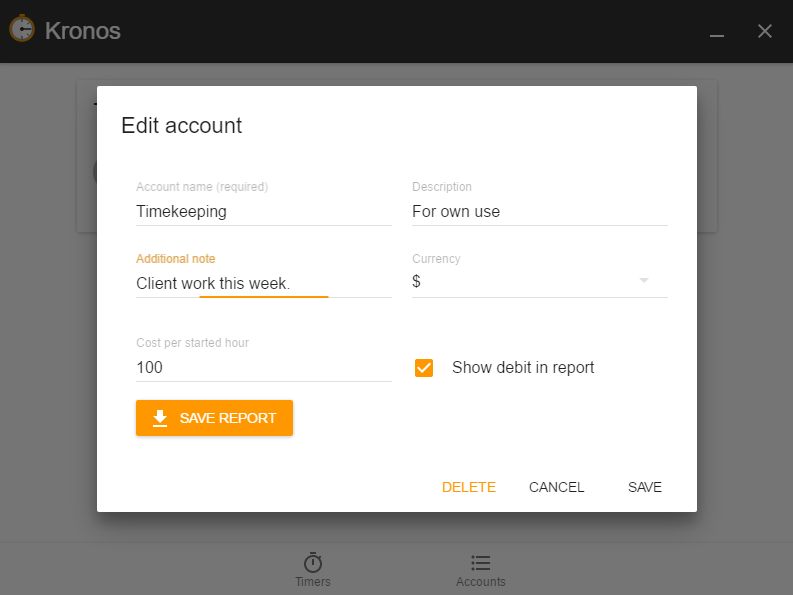 Kronos
Edit account
Account name (required)
Description
Timekeeping
For own use
Additional note
Currency
Client work this week.
$
Cost per started hour
100
Show debit in report
SAVE REPORT
DELETE
CANCEL
SAVE
Timers
Accounts